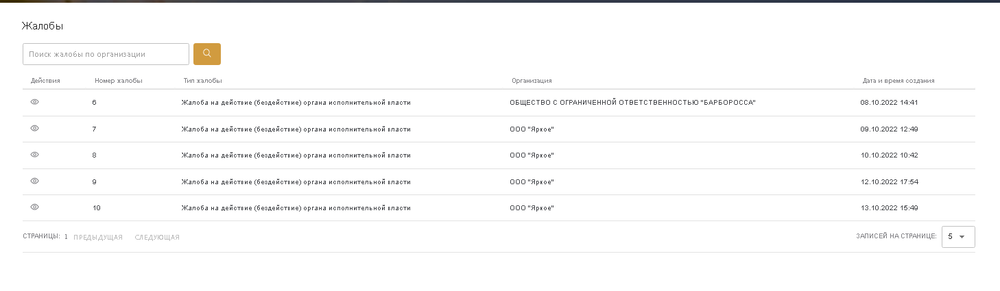 Жалобы
Поиск жалобы по организации
Действия Номер жалобы Тип жалобы Организация Дата и время создания
6 Жалоба на действие (бездействие) органа исполнительной власти ОБЩЕСТВО С ОГРАНИЧЕННОЙ ОТВЕТСТВЕННОСТЬЮ "БАРБОРОССА" 08.10.2022 14:41
7 Жалоба на действие (бездействие) органа исполнительной власти ООО "Яркое" 09.10.2022 12:49
8 Жалоба на действие (бездействие) органа исполнительной власти ООО "Яркое" 10.10.2022 10:42
9 Жалоба на действие (бездействие) органа исполнительной власти ООО "Яркое" 12.10.2022 17:54
10 Жалоба на действие (бездействие) органа исполнительной власти ООО "Яркое" 13.10.2022 15:49
СТРАНИЦЫ: 1 ПРЕДЫДУЩАЯ СЛЕДУЮЩАЯ ЗАПИСЕЙ НА СТРАНИЦЕ: 5